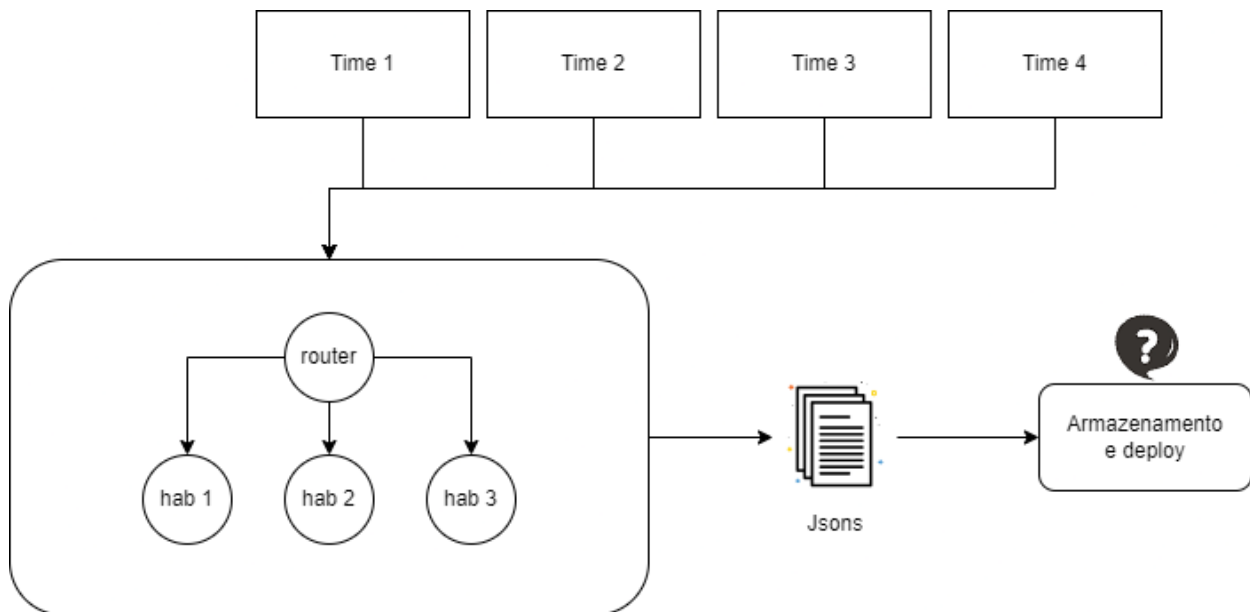 Time 1
Time 2
Time 3
Time 4
router
hab 1
hab 2
hab 3
Jsons
?
Armazenamento
e deploy